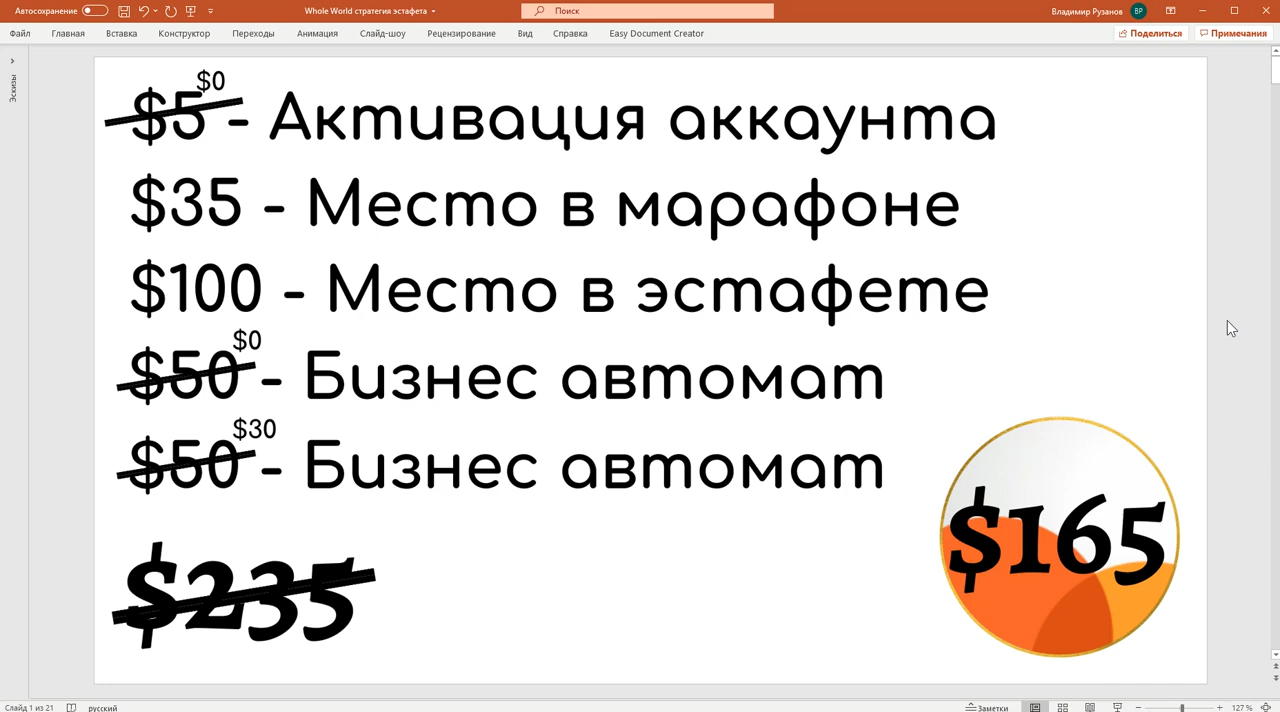 Автосохранение
Whole World стратегия эстафета
Поиск
Владимир Рузанов
ВР
Файл
Главная
Вставка
Конструктор
Переходы
Анимация
Слайд-шоу
Рецензирование
Вид
Справка
Easy Document Creator
Поделиться
Примечания
Эскизы
$0
$5 - Активация аккаунта
$35 - Место в марафоне
$100 - Место в эстафете
$0
$50 - Бизнес автомат
$30
$50 - Бизнес автомат
$235
$165
Слайд 1 из 21
русский
Заметки
127 %